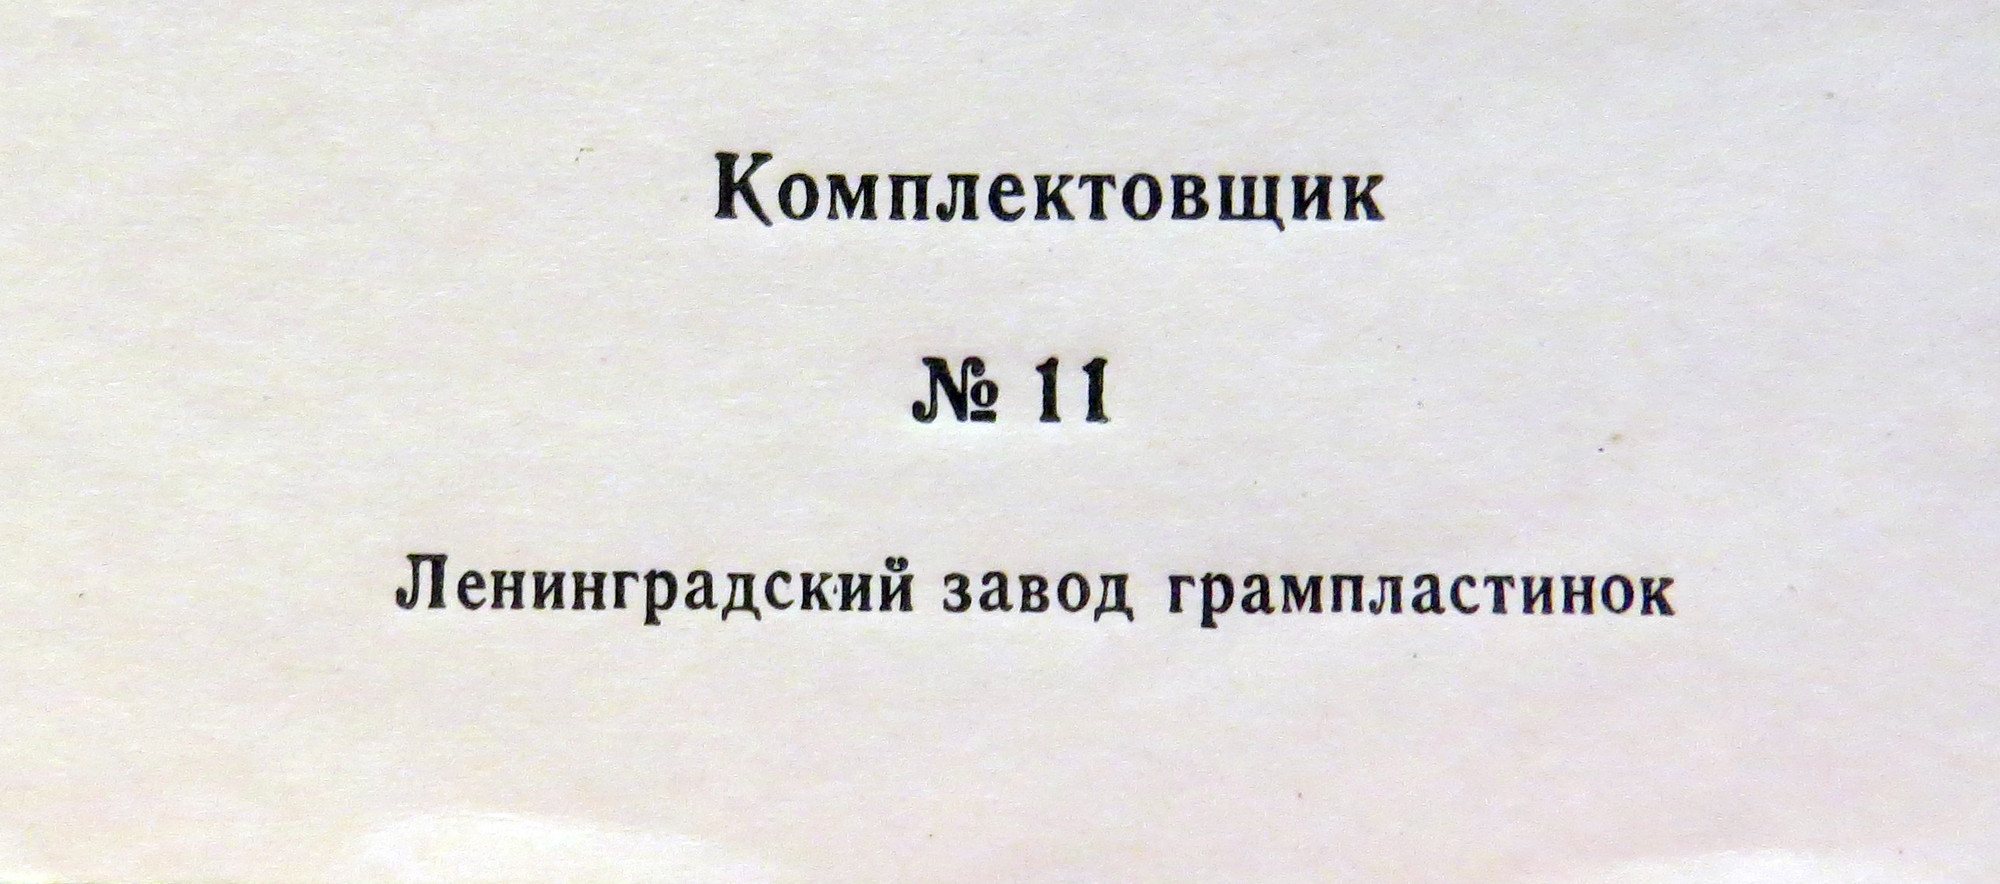 Комплектовщик
№ 11
Ленинградский завод грампластинок